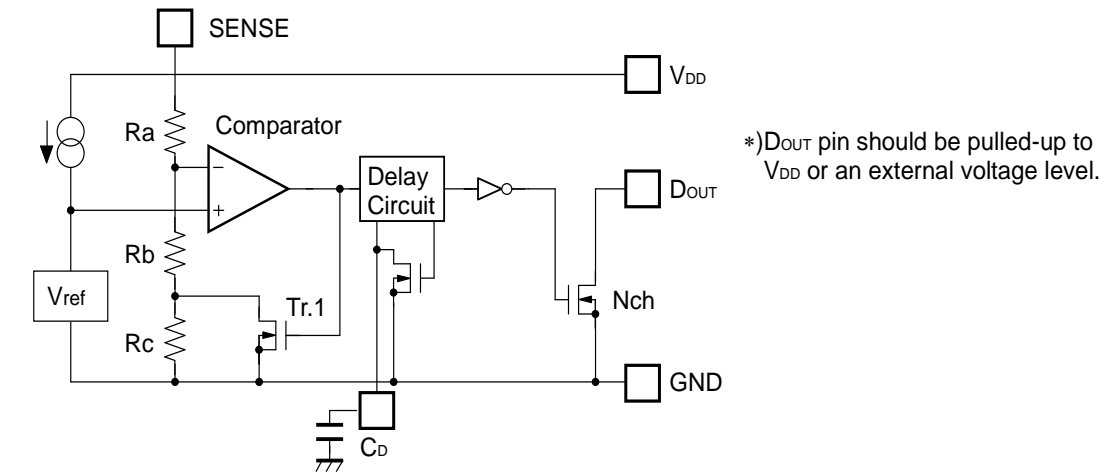 SENSE
VDD
Ra
Comparator
−
+
Delay
Circuit
DOUT
∗)DOUT pin should be pulled-up to
VDD or an external voltage level.
Rb
Vref
Tr.1
Nch
Rc
GND
CD